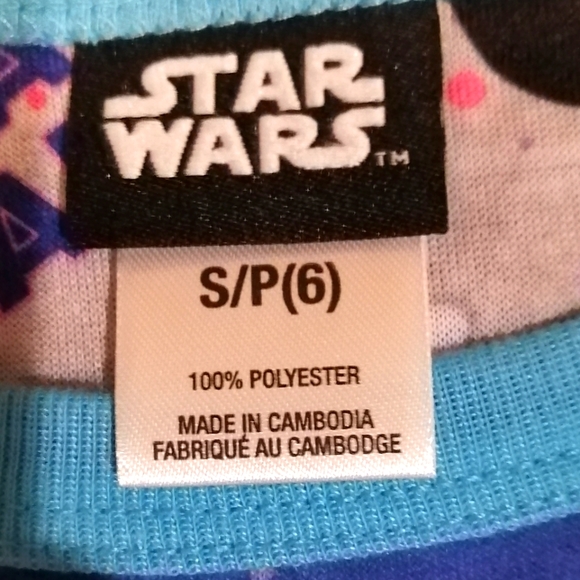 STAR
WARS™
S/P(6)
100% POLYESTER
MADE IN CAMBODIA
FABRIQUÉ AU CAMBODGE